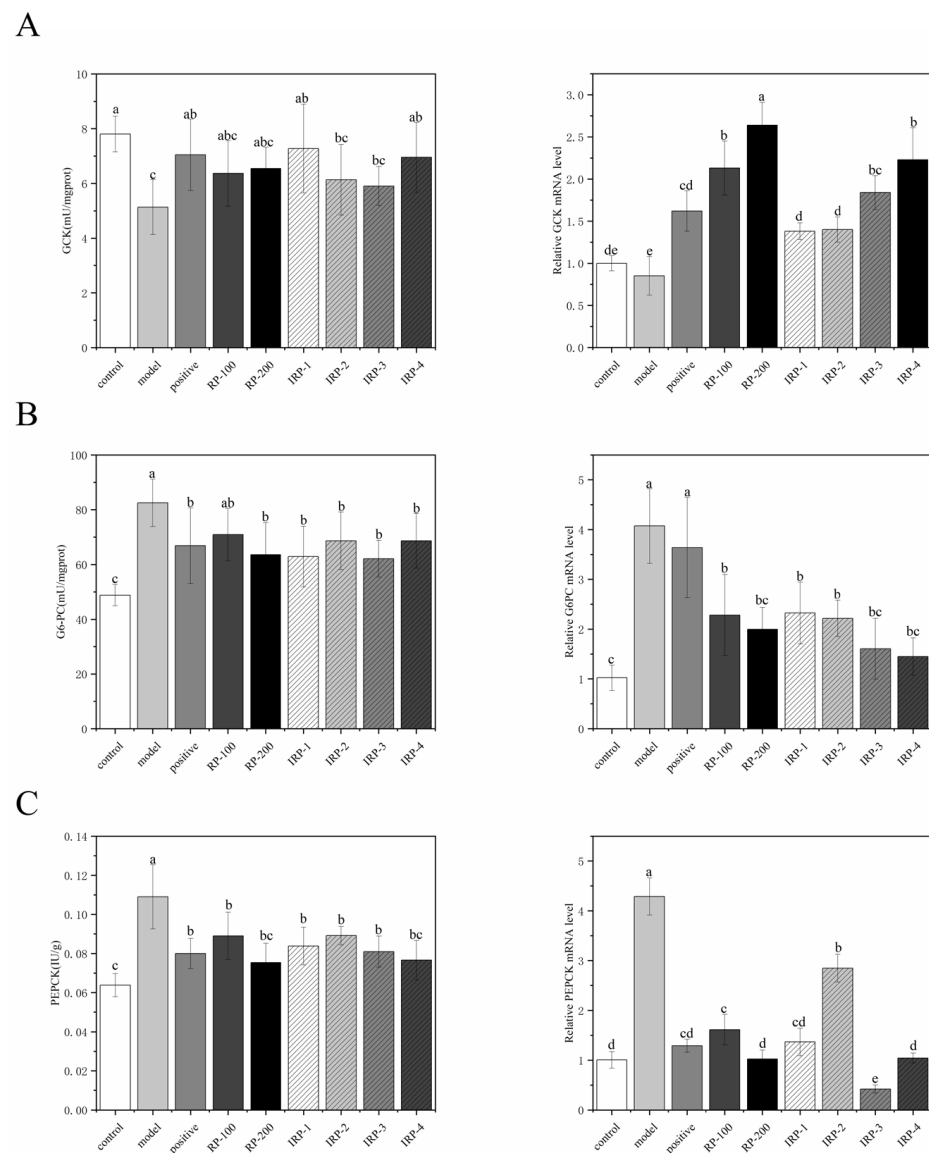 A
10
8
6
4
2
0
GCK(mU/mgprot)
a
c
ab
abc
abc
ab
bc
bc
ab
control
model
positive
RP-100
RP-200
IRP-1
IRP-2
IRP-3
IRP-4
3.0
2.5
2.0
1.5
1.0
0.5
0.0
Relative GCK mRNA level
de
e
cd
b
a
d
d
bc
b
control
model
positive
RP-100
RP-200
IRP-1
IRP-2
IRP-3
IRP-4
B
100
80
60
40
20
0
G6-PC(mU/mgprot)
c
a
b
ab
b
b
b
b
b
control
model
positive
RP-100
RP-200
IRP-1
IRP-2
IRP-3
IRP-4
5
4
3
2
1
0
Relative G6PC mRNA level
c
a
a
b
bc
b
b
bc
bc
control
model
positive
RP-100
RP-200
IRP-1
IRP-2
IRP-3
IRP-4
C
0.14
0.12
0.10
0.08
0.06
0.04
0.02
0.00
PEPCK(IU/g)
c
a
b
b
bc
b
b
b
bc
control
model
positive
RP-100
RP-200
IRP-1
IRP-2
IRP-3
IRP-4
5
4
3
2
1
0
Relative PEPCK mRNA level
d
a
cd
c
d
cd
b
e
d
control
model
positive
RP-100
RP-200
IRP-1
IRP-2
IRP-3
IRP-4